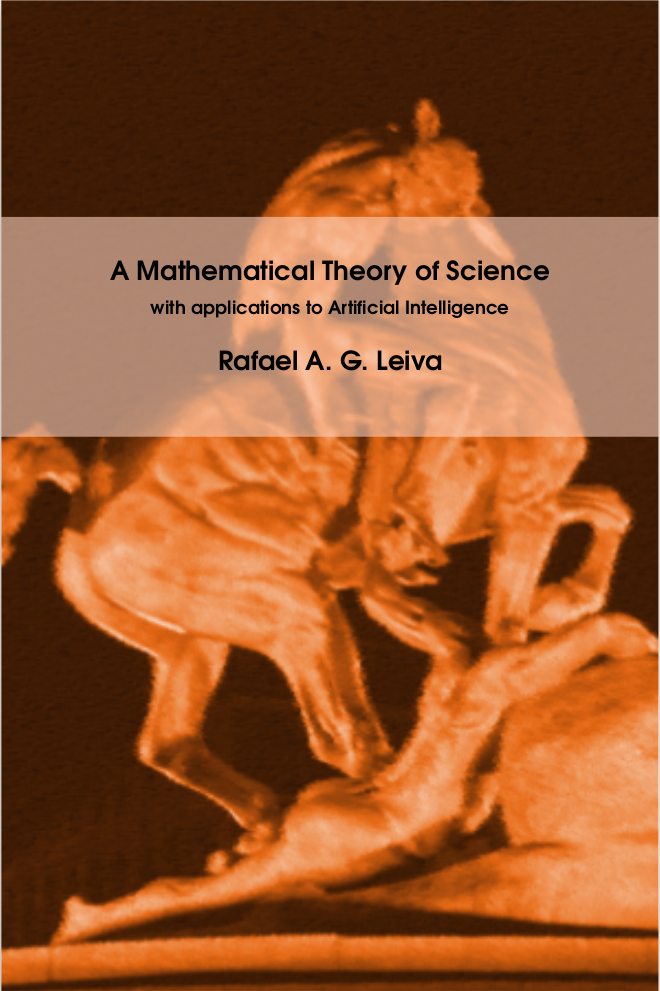 A Mathematical Theory of Science
with applications to Artificial Intelligence
Rafael A. G. Leiva